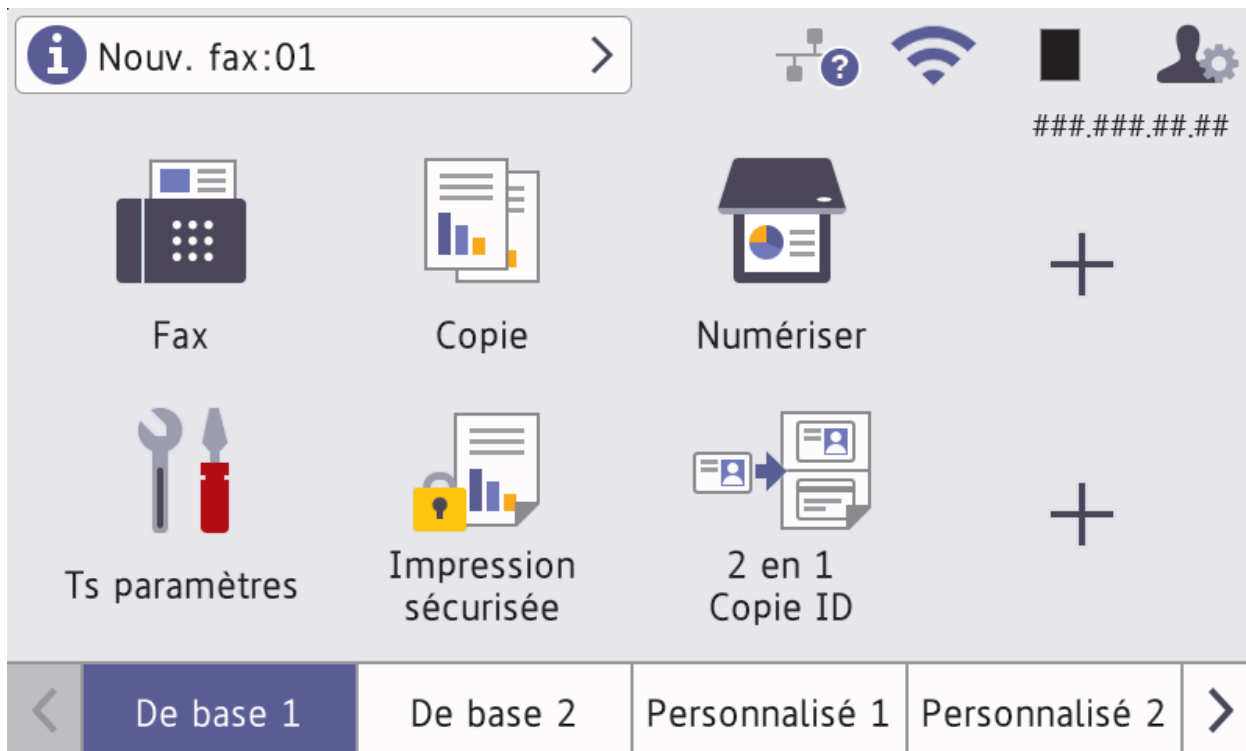 Nouv. fax:01
###.###.##.##
Fax
Copie
Numériser
Ts paramètres
Impression
sécurisée
2 en 1
Copie ID
De base 1
De base 2
Personnalisé 1
Personnalisé 2